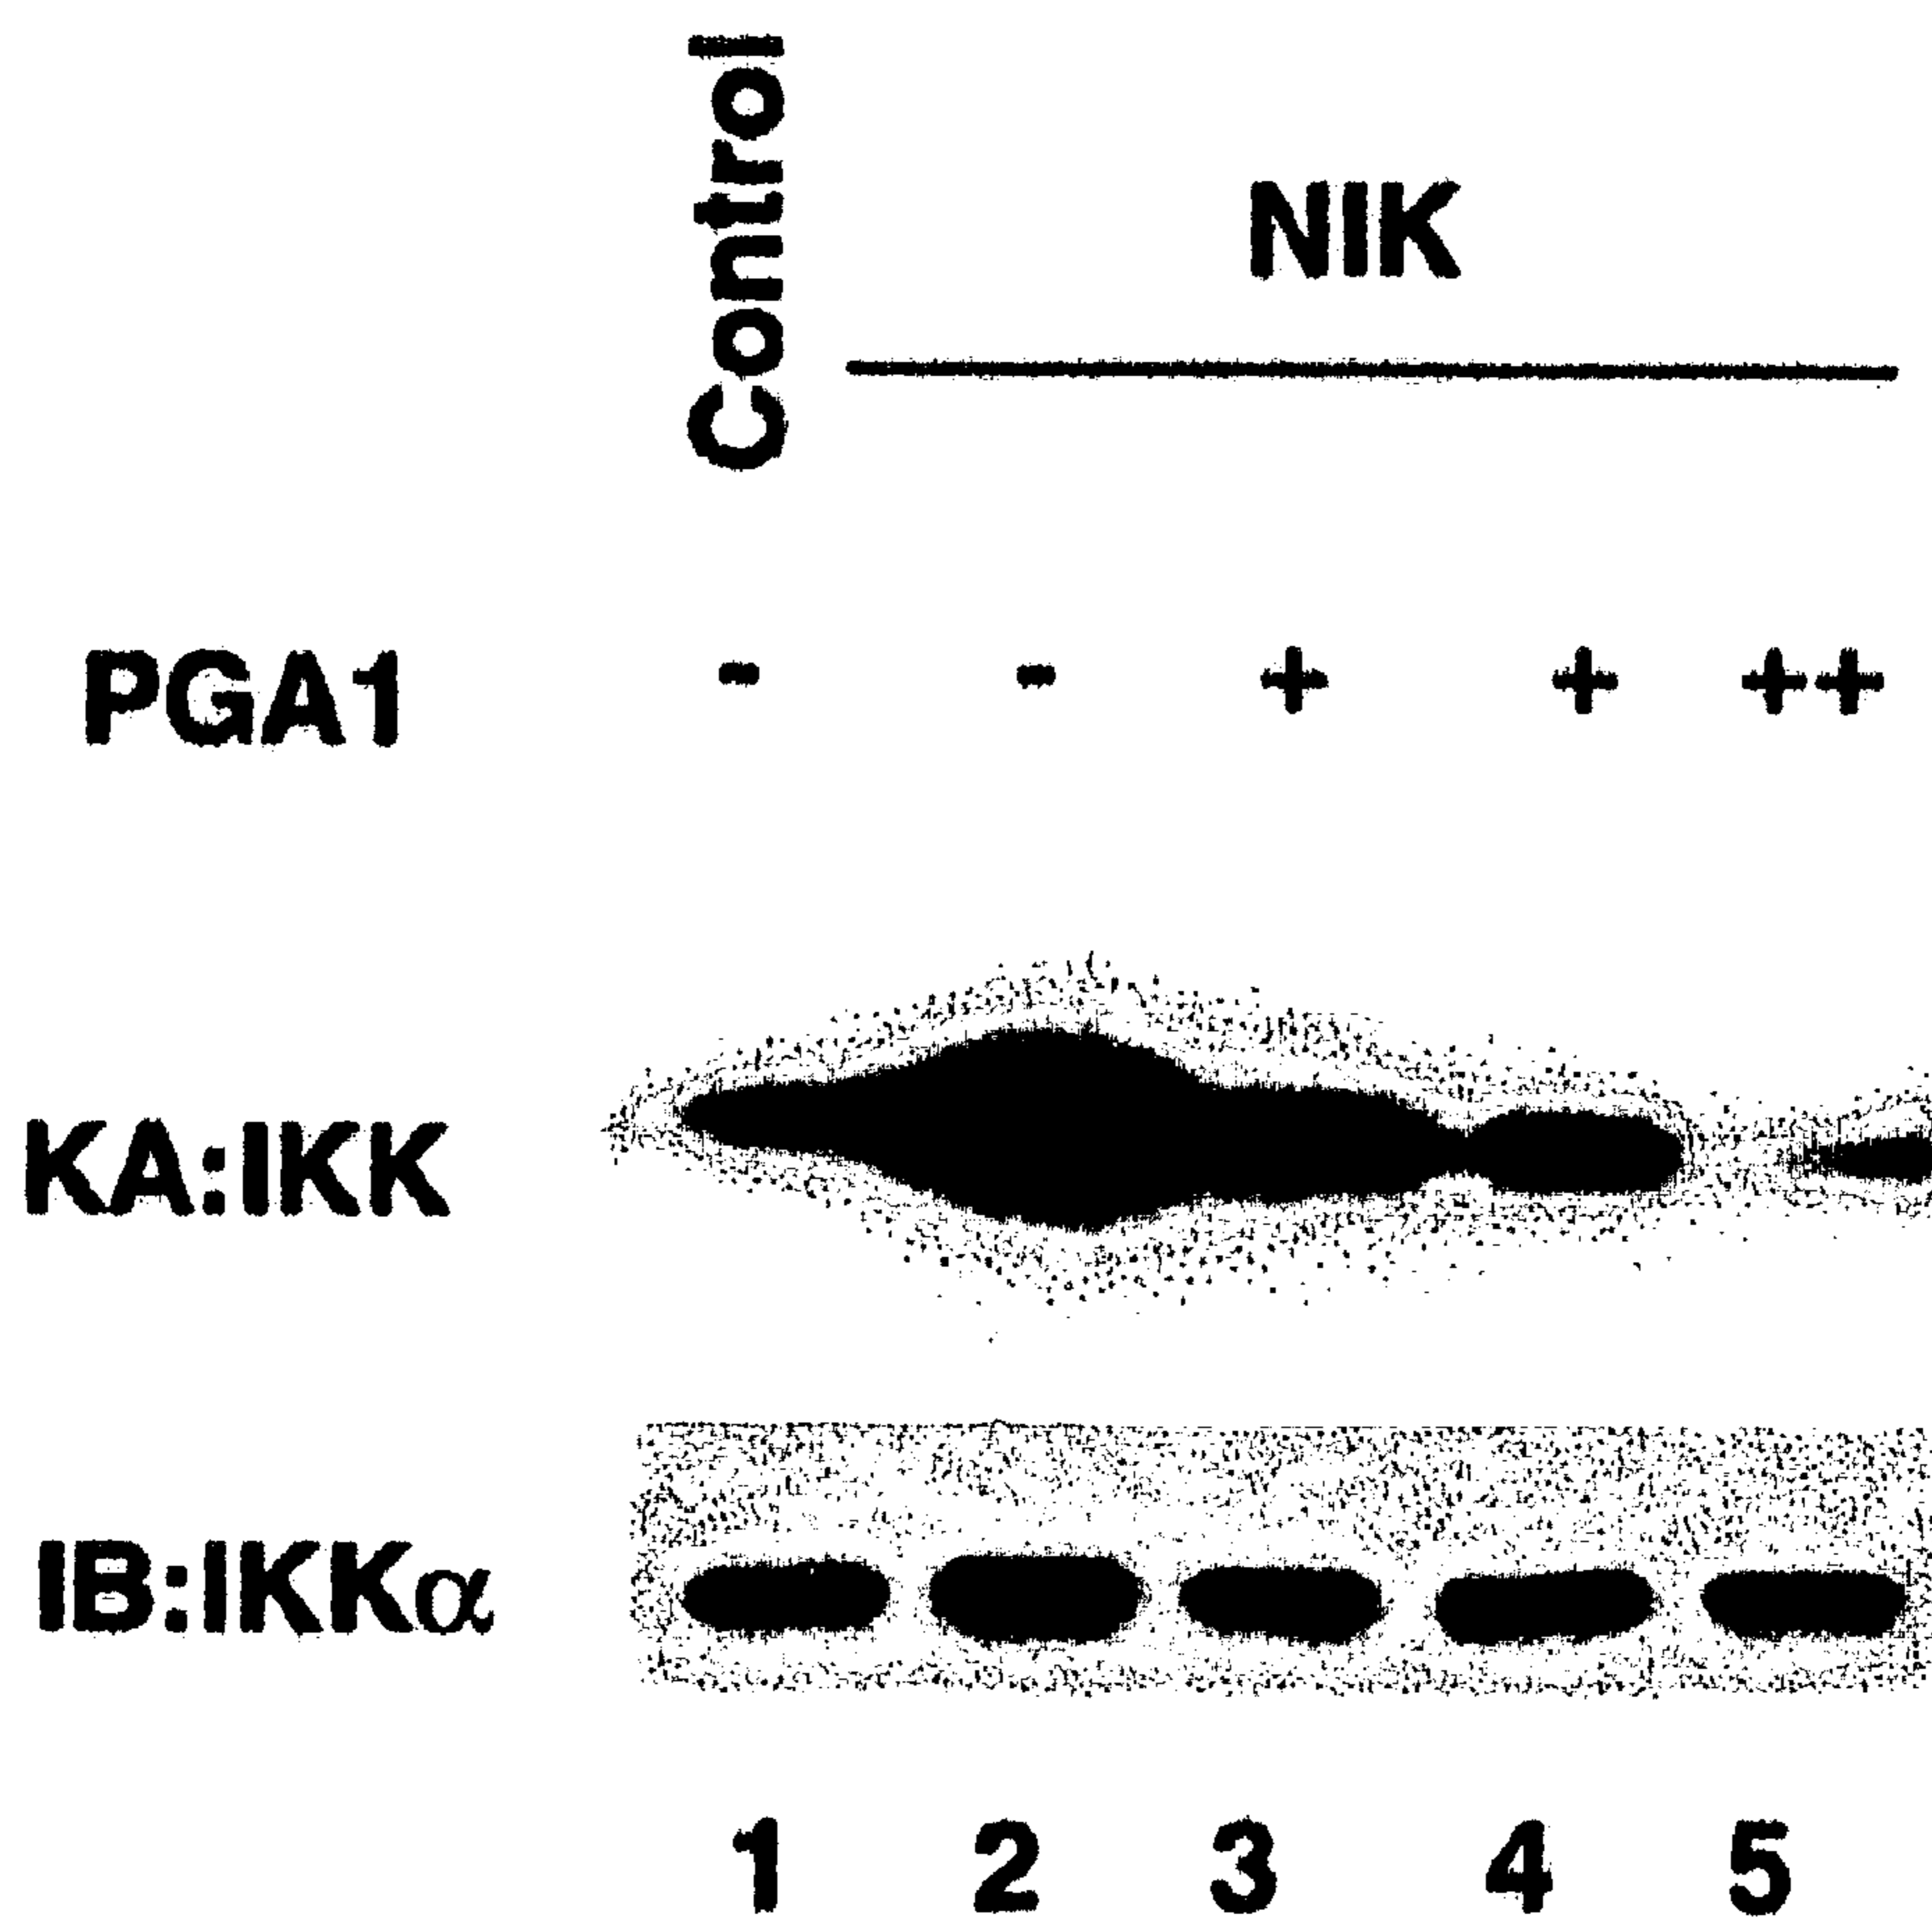 Control
NIK
PGA1 - - + + ++
KA:IKK
IB:IKKα
1 2 3 4 5